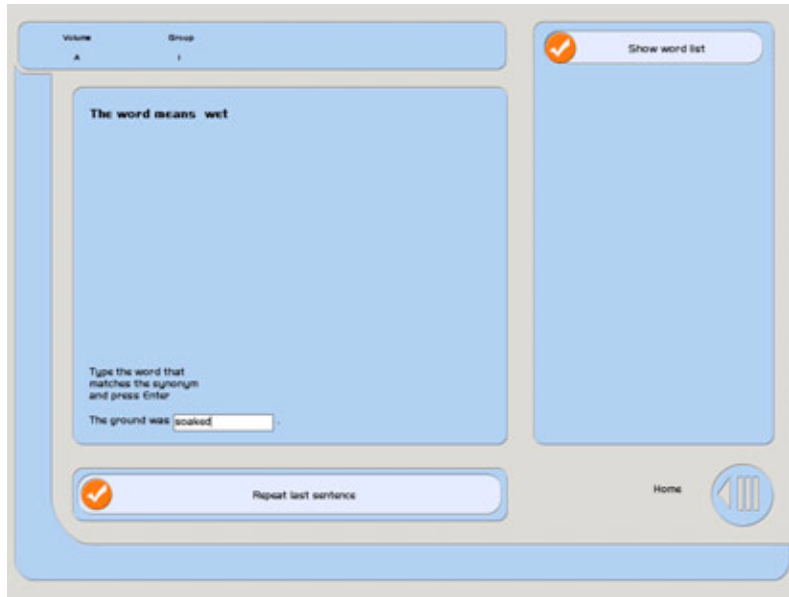 Volume Group
A 1
Show word list
The word means wet
Type the word that
matches the synonym
and press Enter
The ground was soaked .
Repeat last sentence
Home